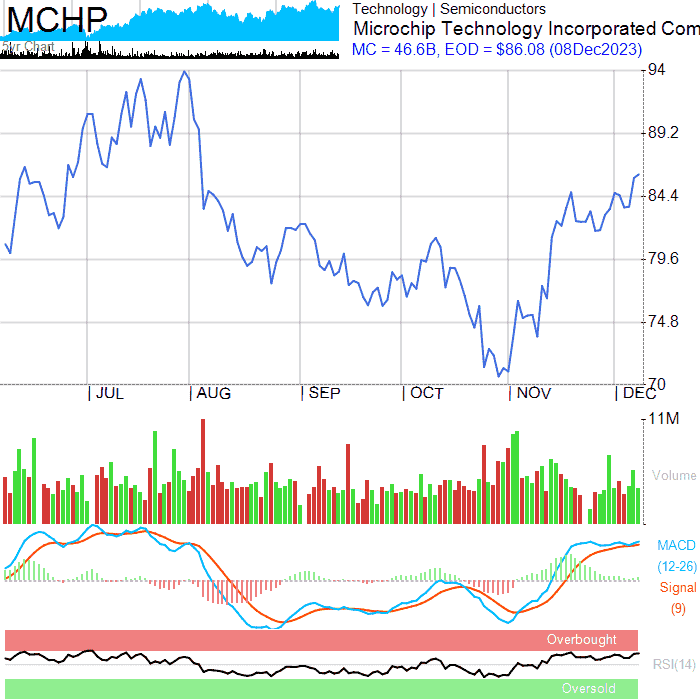 MCHP
5yr Chart
Technology | Semiconductors
Microchip Technology Incorporated Com
MC = 46.6B, EOD = $86.08 (08Dec2023)
94
89.2
84.4
79.6
74.8
70
JUL AUG SEP OCT NOV DEC
11M
Volume
MACD
(12-26)
Signal
(9)
Overbought
RSI(14)
Oversold